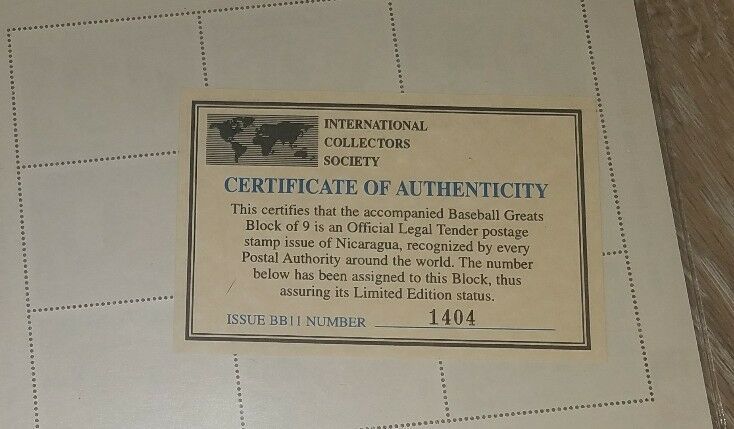 INTERNATIONAL
COLLECTORS
SOCIETY
CERTIFICATE OF AUTHENTICITY
This certifies that the accompanied Baseball Greats
Block of 9 is an Official Legal Tender postage
stamp issue of Nicaragua, recognized by every
Postal Authority around the world. The number
below has been assigned to this Block, thus
assuring its Limited Edition status.
ISSUE BB11 NUMBER 1404